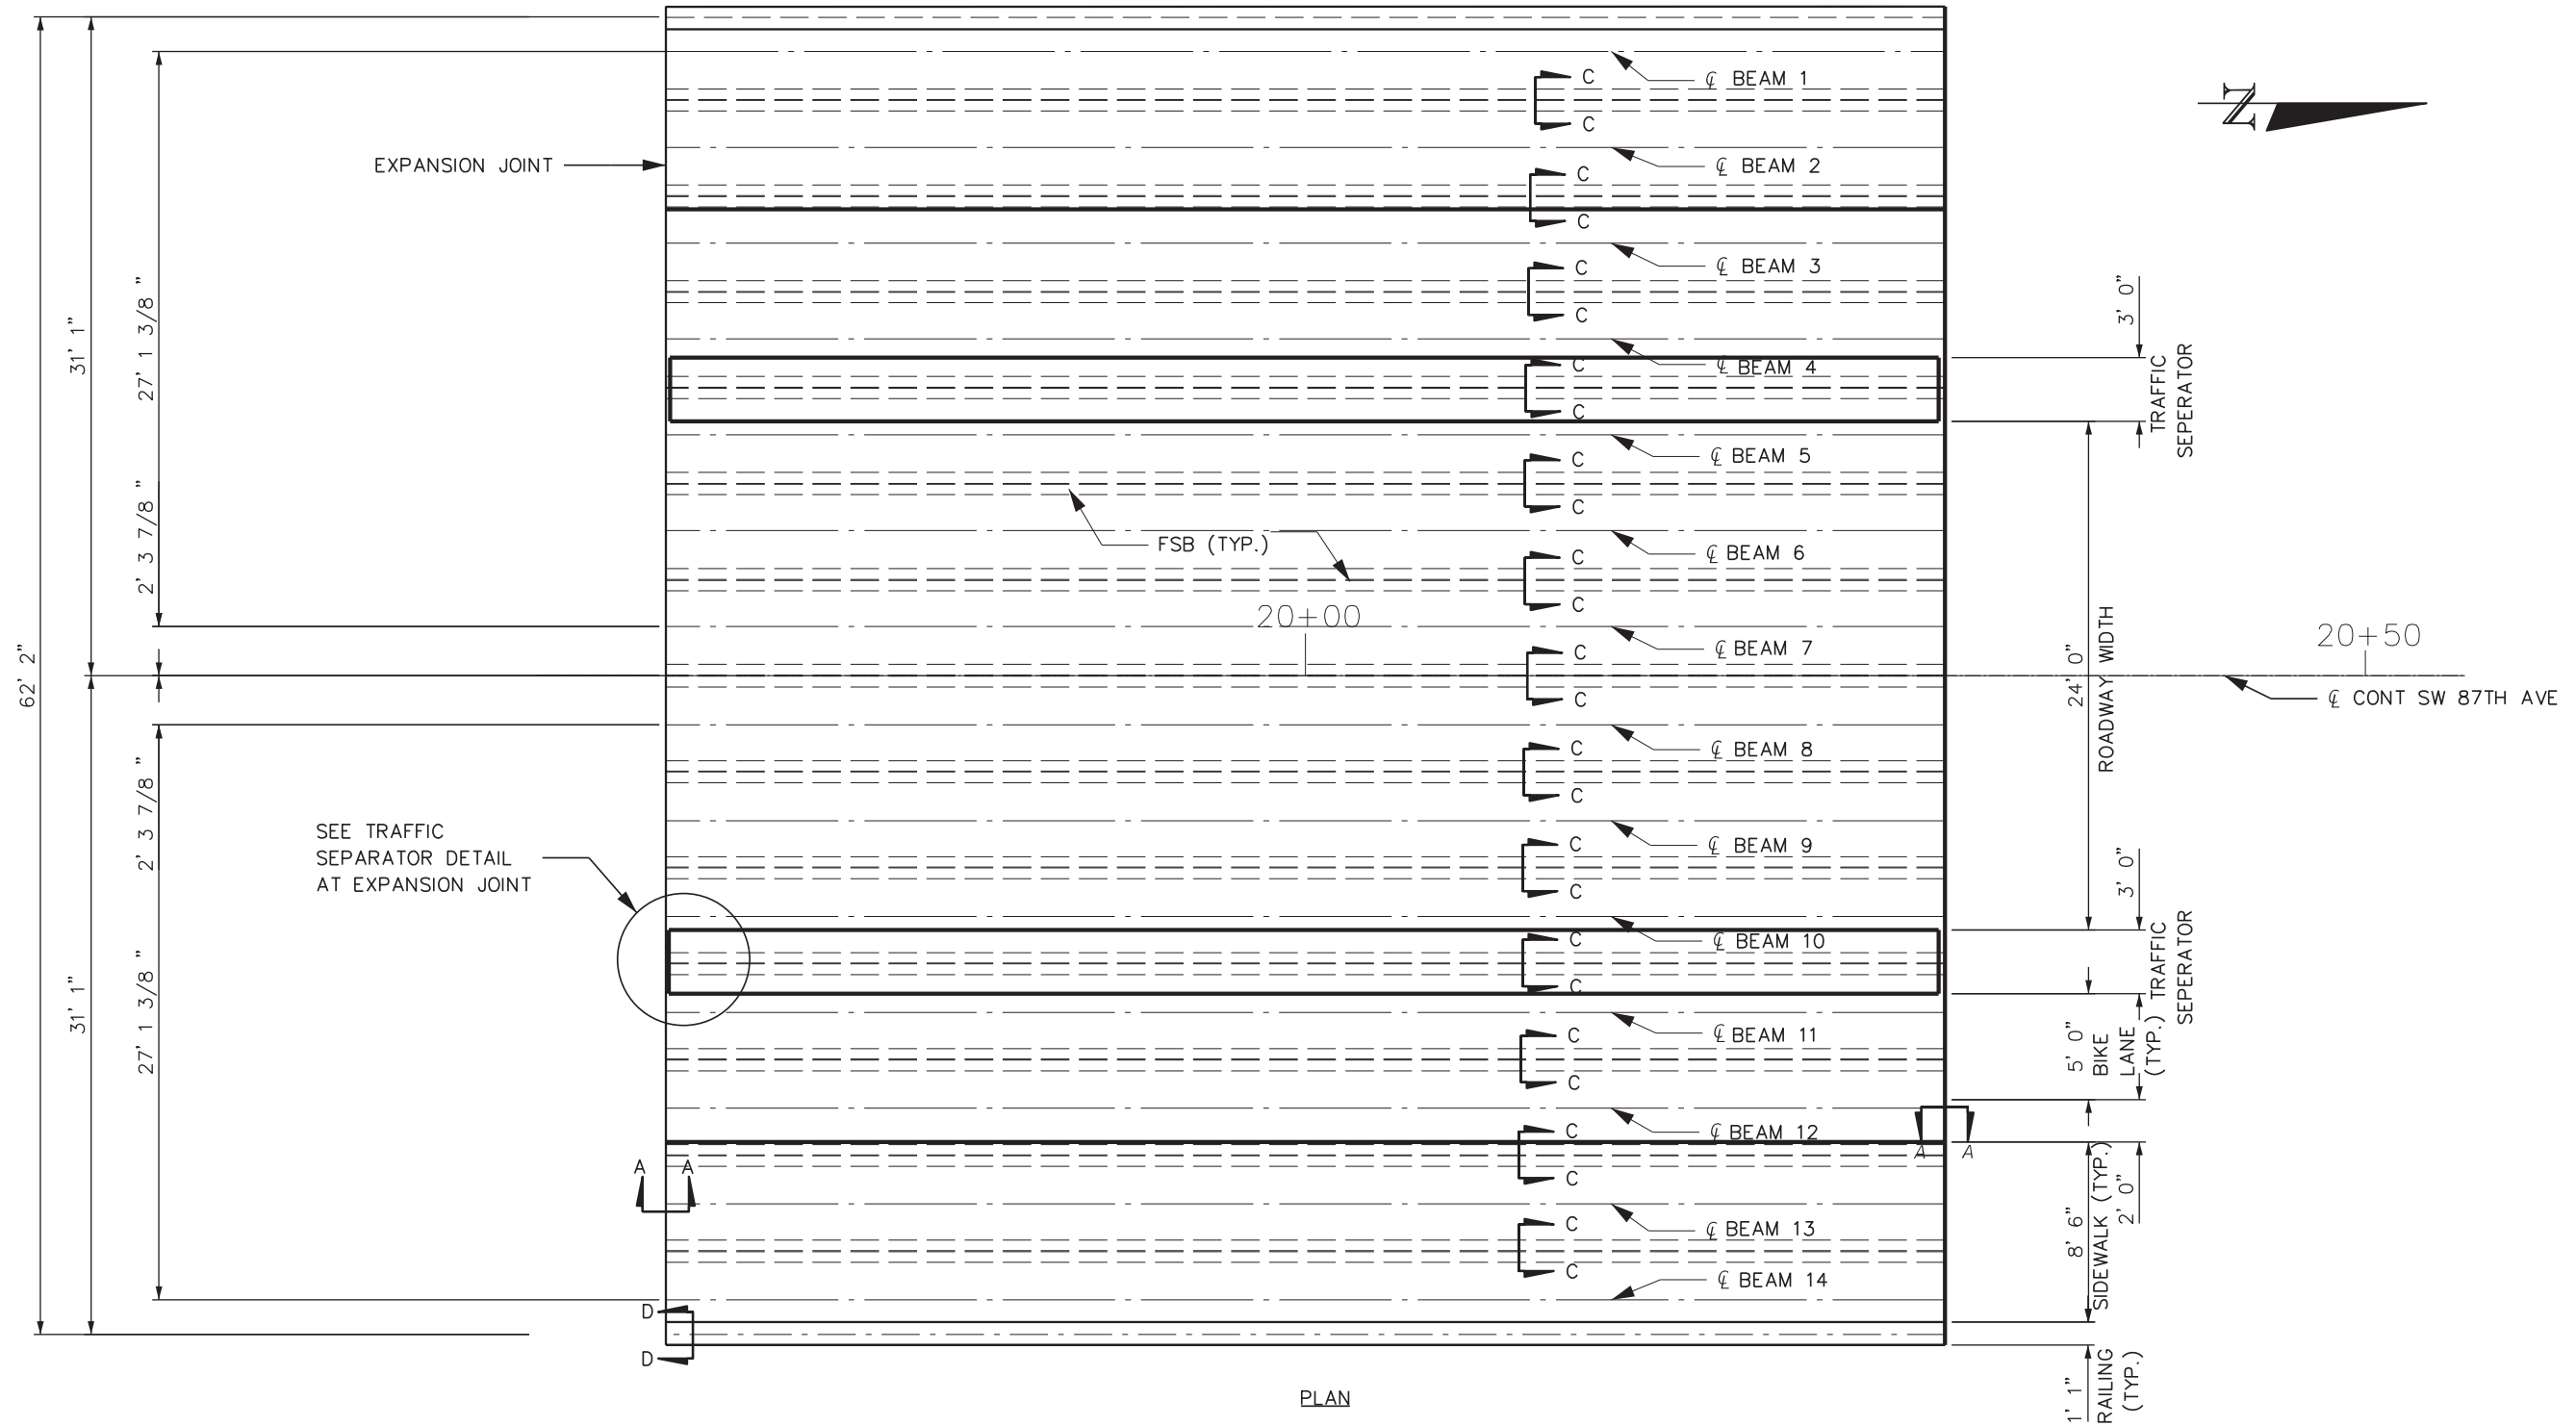 C
℄ BEAM 1
C
N
EXPANSION JOINT
℄ BEAM 2
C
C
C
℄ BEAM 3
C
31' 1"
27' 1 3/8 "
3' 0"
TRAFFIC
SEPERATOR
C
℄ BEAM 4
C
C
℄ BEAM 5
C
2' 3 7/8 "
FSB (TYP.)
C
℄ BEAM 6
C
20+00
62' 2"
C
℄ BEAM 7
C
24' 0"
ROADWAY WIDTH
20+50
℄ CONT SW 87TH AVE
C
℄ BEAM 8
C
2' 3 7/8 "
SEE TRAFFIC
SEPARATOR DETAIL
AT EXPANSION JOINT
C
℄ BEAM 9
C
3' 0"
TRAFFIC
SEPERATOR
C
℄ BEAM 10
C
31' 1"
27' 1 3/8 "
C
℄ BEAM 11
C
5' 0"
BIKE
LANE
(TYP.)
C
℄ BEAM 12
C
A A
A A
2' 0"
8' 6"
SIDEWALK (TYP.)
C
℄ BEAM 13
C
℄ BEAM 14
D
D
1' 1"
RAILING
(TYP.)
PLAN